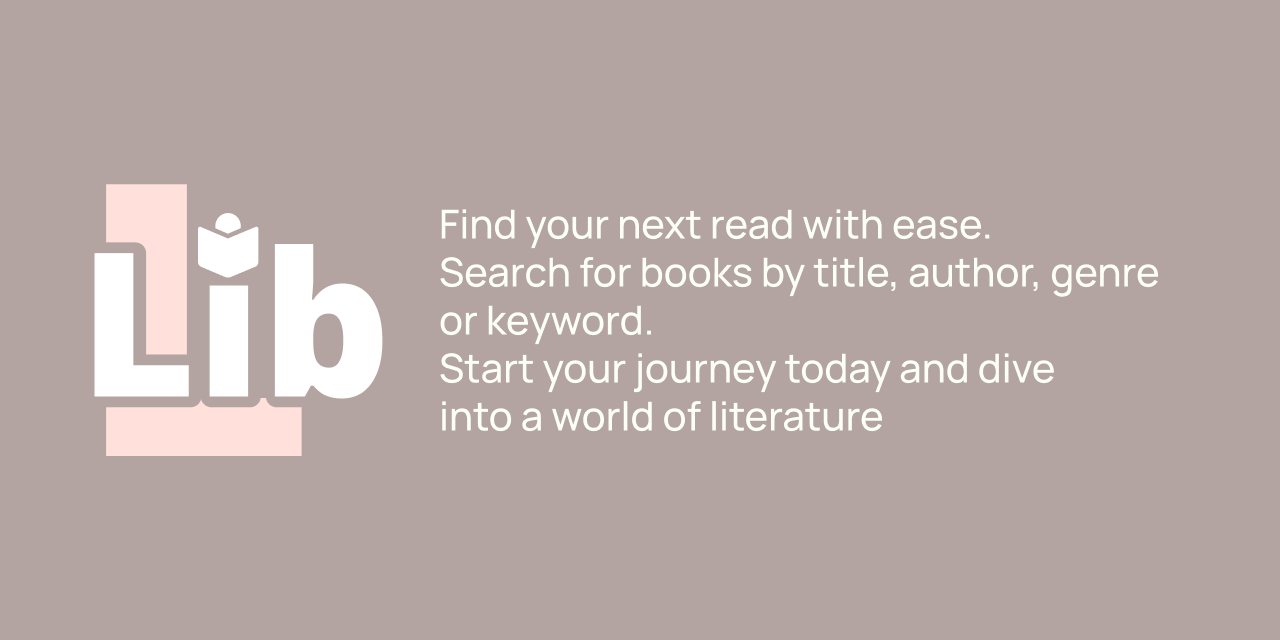 Lib
Find your next read with ease.
Search for books by title, author, genre
or keyword.
Start your journey today and dive
into a world of literature